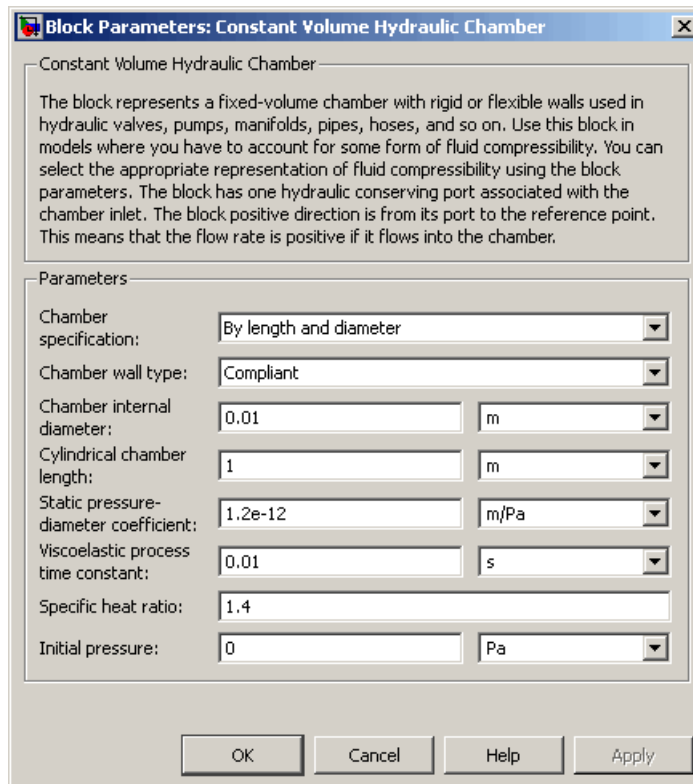 Block Parameters: Constant Volume Hydraulic Chamber
Constant Volume Hydraulic Chamber
The block represents a fixed-volume chamber with rigid or flexible walls used in
hydraulic valves, pumps, manifolds, pipes, hoses, and so on. Use this block in
models where you have to account for some form of fluid compressibility. You can
select the appropriate representation of fluid compressibility using the block
parameters. The block has one hydraulic conserving port associated with the
chamber inlet. The block positive direction is from its port to the reference point.
This means that the flow rate is positive if it flows into the chamber.
Parameters
Chamber
specification:
By length and diameter
Chamber wall type:
Compliant
Chamber internal
diameter:
0.01
m
Cylindrical chamber
length:
1
m
Static pressure-
diameter coefficient:
1.2e-12
m/Pa
Viscoelastic process
time constant:
0.01
s
Specific heat ratio:
1.4
Initial pressure:
0
Pa
OK
Cancel
Help
Apply